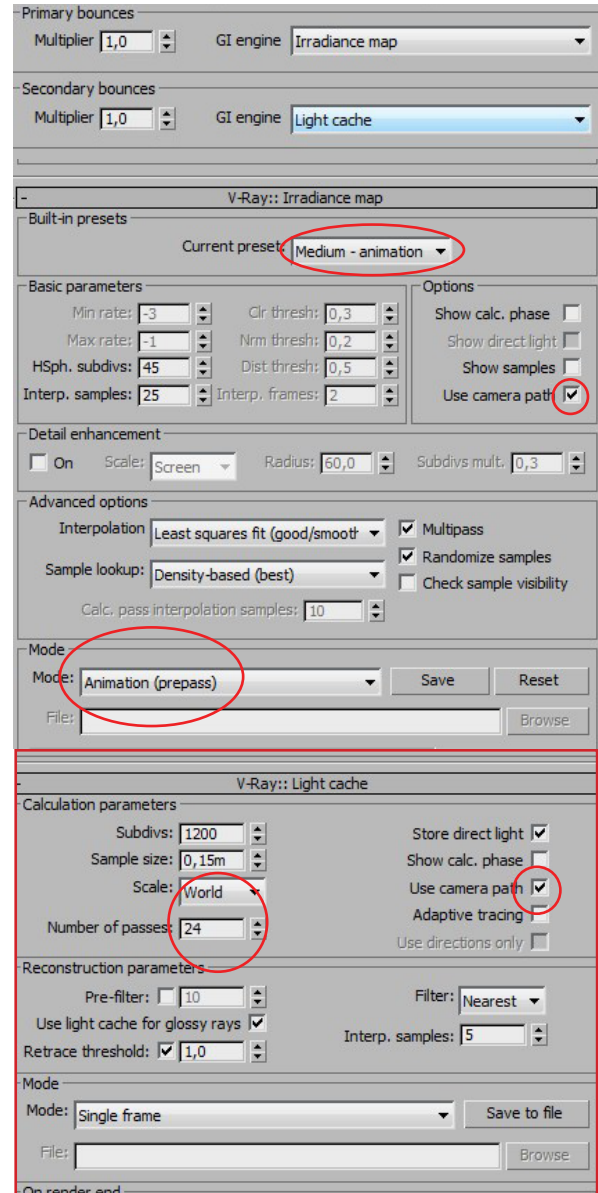 Primary bounces
Multiplier 1,0 GI engine Irradiance map
Secondary bounces
Multiplier 1,0 GI engine Light cache
- V-Ray:: Irradiance map
Built-in presets
Current preset: Medium - animation
Basic parameters Options
Min rate: -3 Clr thresh: 0,3 Show calc. phase
Max rate: -1 Nrm thresh: 0,2 Show direct light
HSph. subdivs: 45 Dist thresh: 0,5 Show samples
Interp. samples: 25 Interp. frames: 2 Use camera path
Detail enhancement
On Scale: Screen Radius: 60,0 Subdivs mult. 0,3
Advanced options
Interpolation Least squares fit (good/smooth Multipass
Randomize samples
Sample lookup: Density-based (best) Check sample visibility
Calc. pass interpolation samples: 10
Mode
Mode: Animation (prepass) Save Reset
File: Browse
- V-Ray:: Light cache
Calculation parameters
Subdivs: 1200 Store direct light
Sample size: 0,15m Show calc. phase
Scale: World Use camera path
Number of passes: 24 Adaptive tracing
Use directions only
Reconstruction parameters
Pre-filter: 10 Filter: Nearest
Use light cache for glossy rays
Retrace threshold: 1,0 Interp. samples: 5
Mode
Mode: Single frame Save to file
File: Browse
On render end